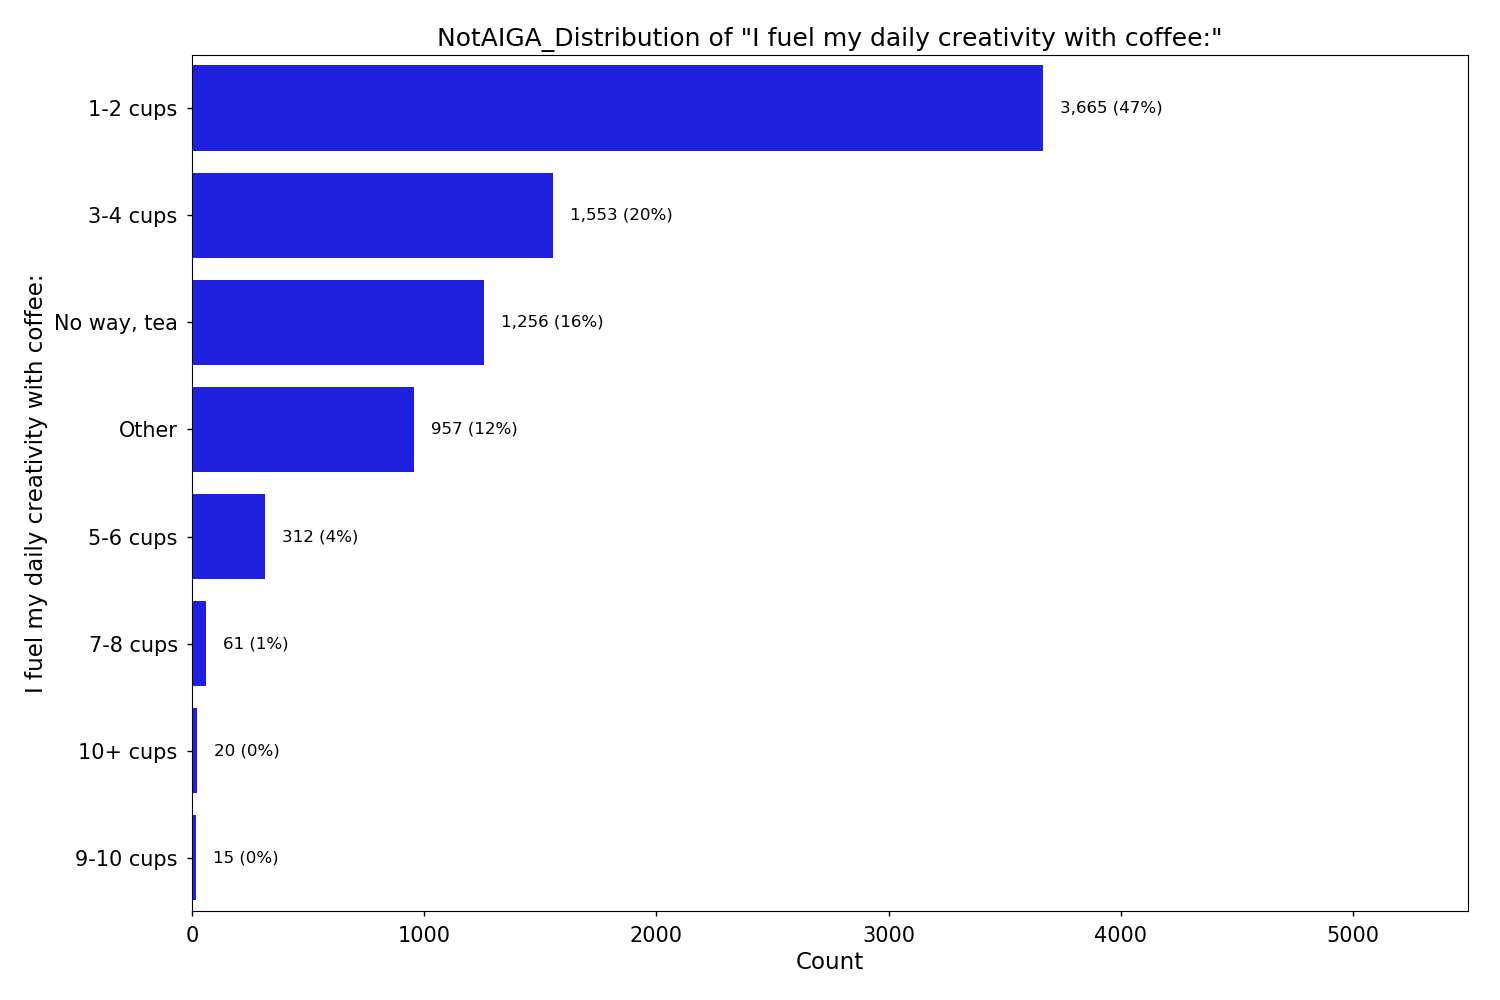 NotAIGA_Distribution of "I fuel my daily creativity with coffee:"
I fuel my daily creativity with coffee:
1-2 cups 3,665 (47%)
3-4 cups 1,553 (20%)
No way, tea 1,256 (16%)
Other 957 (12%)
5-6 cups 312 (4%)
7-8 cups 61 (1%)
10+ cups 20 (0%)
9-10 cups 15 (0%)
0 1000 2000 3000 4000 5000
Count